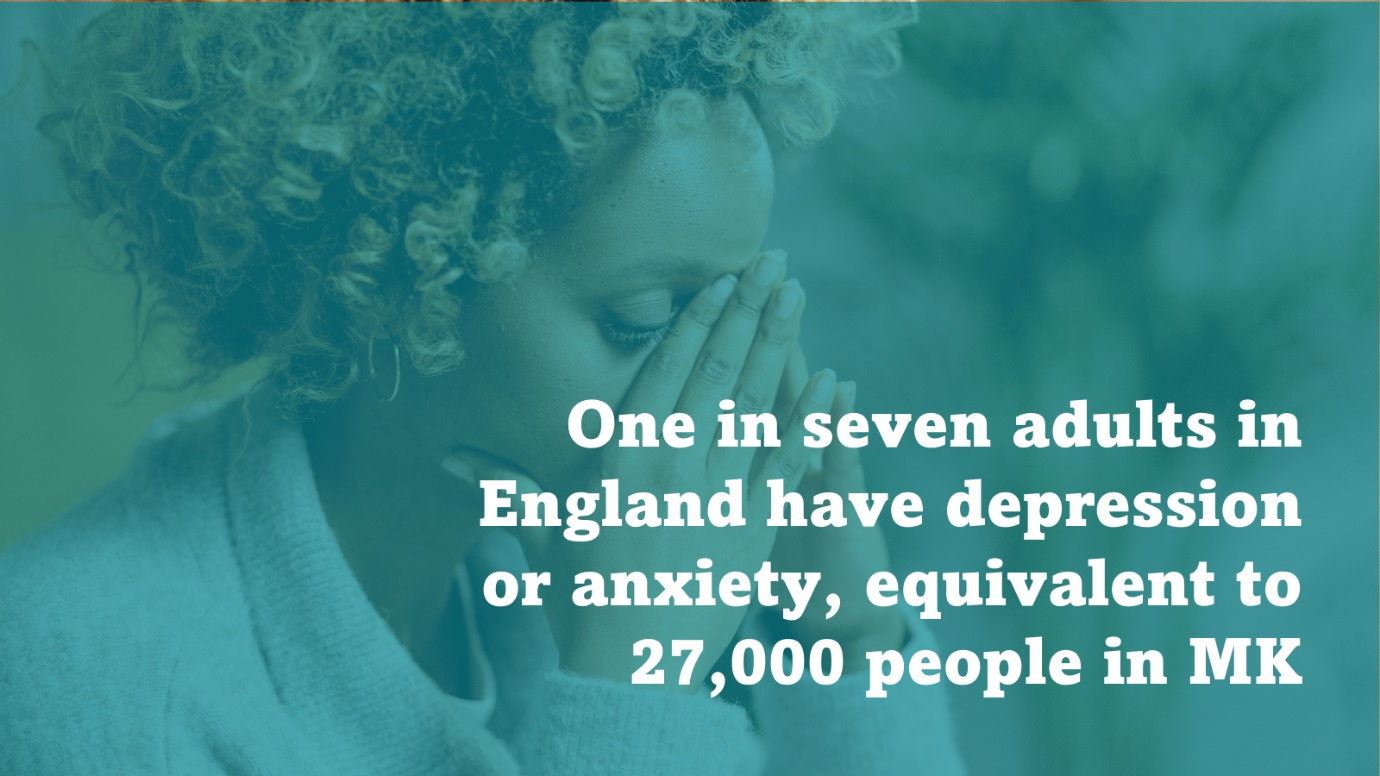 One in seven adults in
England have depression
or anxiety, equivalent to
27,000 people in MK